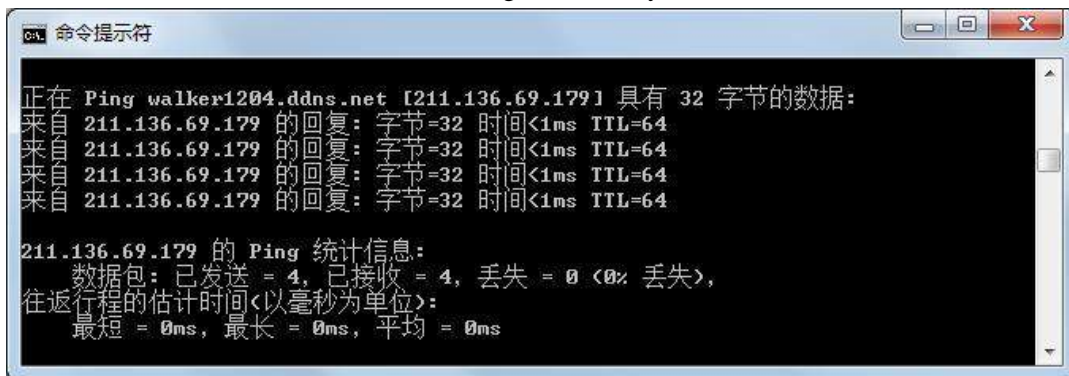 命令提示符
正在 Ping walker1204.ddns.net [211.136.69.179] 具有 32 字节的数据:
来自 211.136.69.179 的回复: 字节=32 时间<1ms TTL=64
来自 211.136.69.179 的回复: 字节=32 时间<1ms TTL=64
来自 211.136.69.179 的回复: 字节=32 时间<1ms TTL=64
来自 211.136.69.179 的回复: 字节=32 时间<1ms TTL=64
211.136.69.179 的 Ping 统计信息:
数据包: 已发送 = 4, 已接收 = 4, 丢失 = 0 (0% 丢失),
往返行程的估计时间(以毫秒为单位):
最短 = 0ms, 最长 = 0ms, 平均 = 0ms